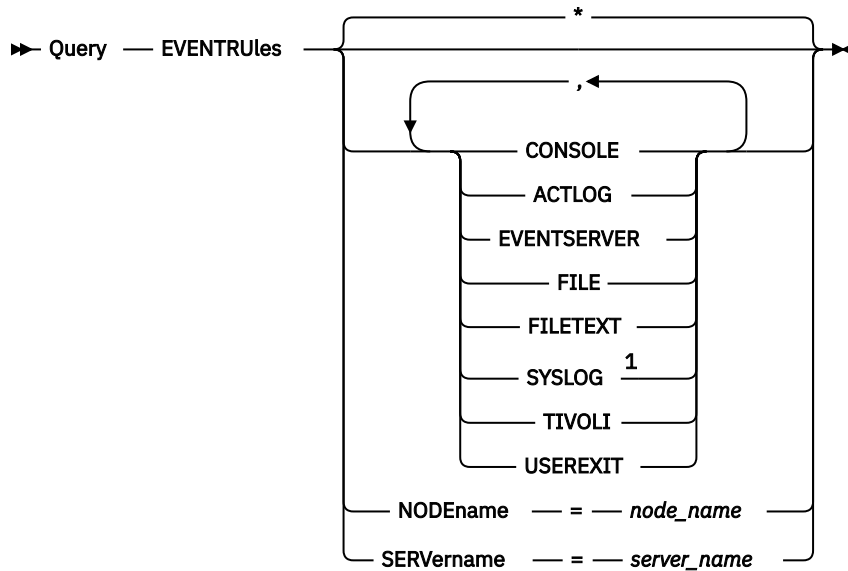 *
Query EVENTRUles
,
CONSOLE
ACTLOG
EVENTSERVER
FILE
FILETEXT
SYSLOG 1
TIVOLI
USEREXIT
NODEname = node_name
SERVername = server_name